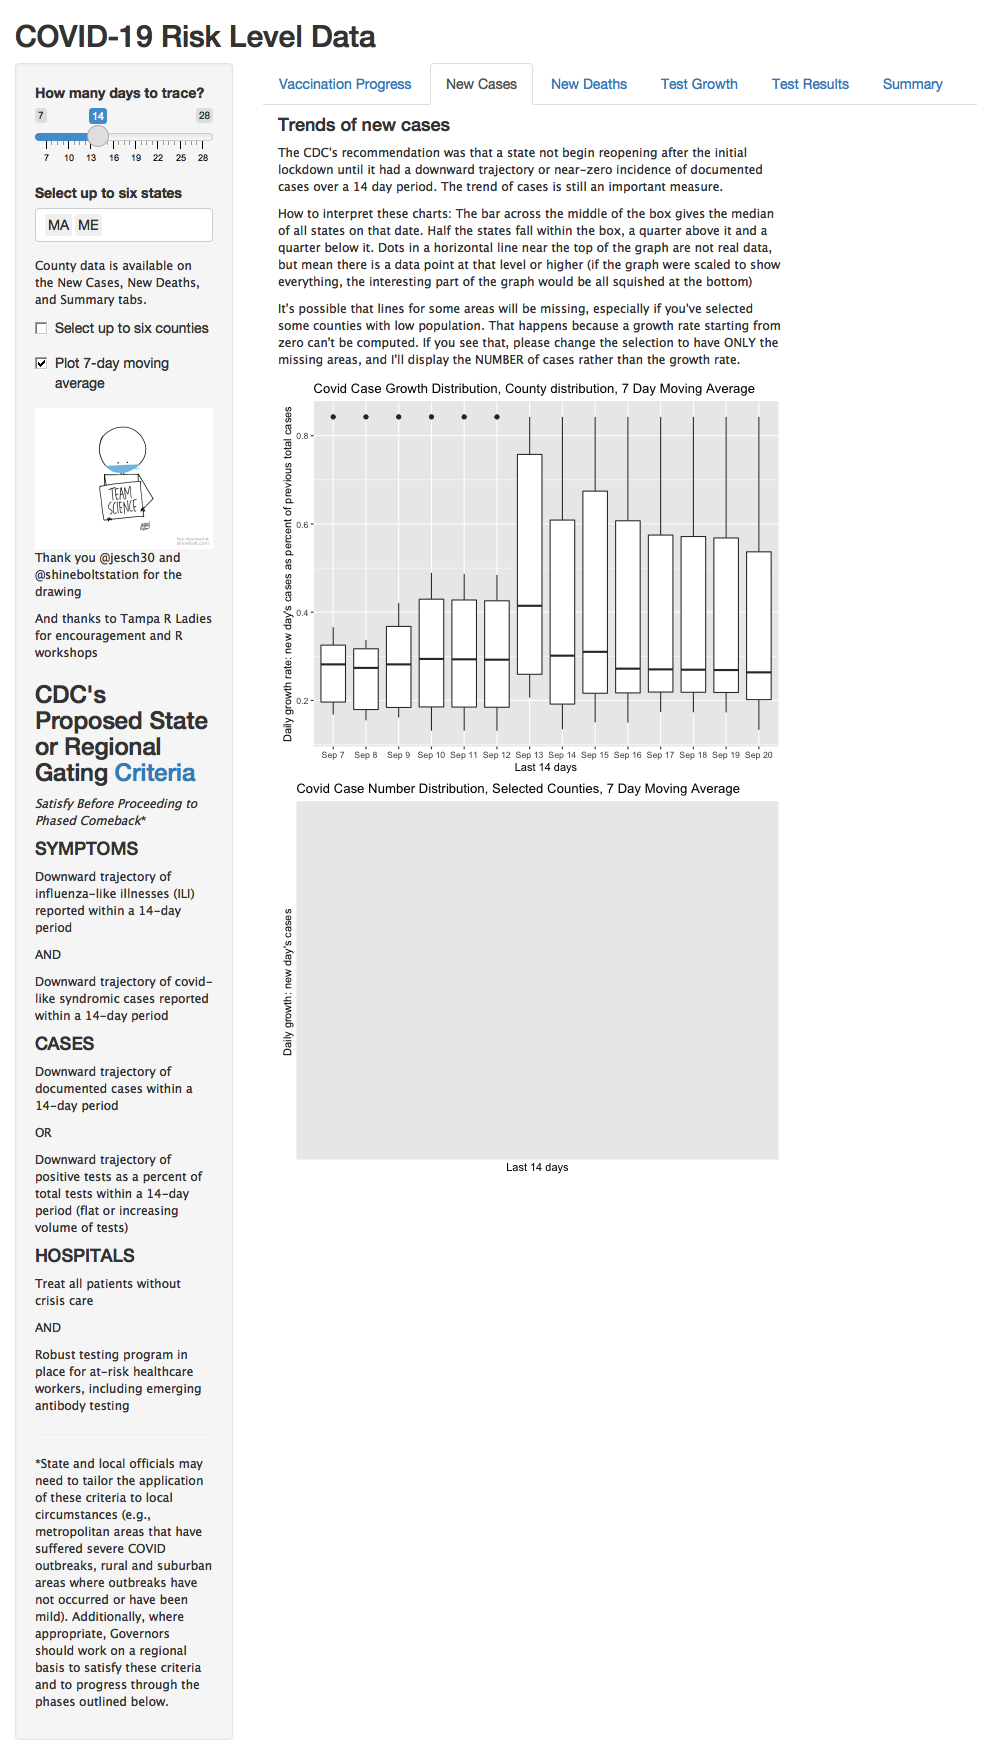 COVID-19 Risk Level Data
How many days to trace?
7 14 28
7 10 13 16 19 22 25 28
Select up to six states
MA ME
County data is available on
the New Cases, New Deaths,
and Summary tabs.
Select up to six counties
Plot 7-day moving
average
TEAM
SCIENCE
Thank you @jesch30 and
@shineboltstation for the
drawing
And thanks to Tampa R Ladies
for encouragement and R
workshops
CDC's
Proposed State
or Regional
Gating Criteria
Satisfy Before Proceeding to
Phased Comeback*
SYMPTOMS
Downward trajectory of
influenza-like illnesses (ILI)
reported within a 14-day
period
AND
Downward trajectory of covid-
like syndromic cases reported
within a 14-day period
CASES
Downward trajectory of
documented cases within a
14-day period
OR
Downward trajectory of
positive tests as a percent of
total tests within a 14-day
period (flat or increasing
volume of tests)
HOSPITALS
Treat all patients without
crisis care
AND
Robust testing program in
place for at-risk healthcare
workers, including emerging
antibody testing
*State and local officials may
need to tailor the application
of these criteria to local
circumstances (e.g.,
metropolitan areas that have
suffered severe COVID
outbreaks, rural and suburban
areas where outbreaks have
not occurred or have been
mild). Additionally, where
appropriate, Governors
should work on a regional
basis to satisfy these criteria
and to progress through the
phases outlined below.
Vaccination Progress New Cases New Deaths Test Growth Test Results Summary
Trends of new cases
The CDC's recommendation was that a state not begin reopening after the initial
lockdown until it had a downward trajectory or near-zero incidence of documented
cases over a 14 day period. The trend of cases is still an important measure.
How to interpret these charts: The bar across the middle of the box gives the median
of all states on that date. Half the states fall within the box, a quarter above it and a
quarter below it. Dots in a horizontal line near the top of the graph are not real data,
but mean there is a data point at that level or higher (if the graph were scaled to show
everything, the interesting part of the graph would be all squished at the bottom)
It's possible that lines for some areas will be missing, especially if you've selected
some counties with low population. That happens because a growth rate starting from
zero can't be computed. If you see that, please change the selection to have ONLY the
missing areas, and I'll display the NUMBER of cases rather than the growth rate.
Covid Case Growth Distribution, County distribution, 7 Day Moving Average
Daily growth rate: new day's cases as percent of previous total cases
0.8
0.6
0.4
0.2
Sep 7 Sep 8 Sep 9 Sep 10 Sep 11 Sep 12 Sep 13 Sep 14 Sep 15 Sep 16 Sep 17 Sep 18 Sep 19 Sep 20
Last 14 days
Covid Case Number Distribution, Selected Counties, 7 Day Moving Average
Daily growth: new day's cases
Last 14 days